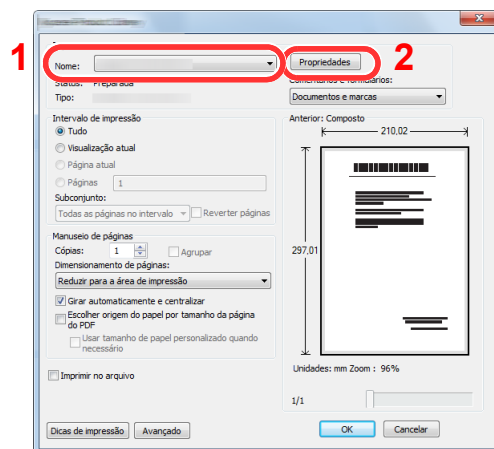 1
2
Nome:
Propriedades
Status: Preparada
Comentários e formulários:
Tipo:
Documentos e marcas
Intervalo de impressão
Tudo
Visualização atual
Página atual
Páginas 1
Subconjunto:
Todas as páginas no intervalo
Reverter páginas
Anterior: Composto
210,02
297,01
Manuseio de páginas
Cópias: 1
Agrupar
Dimensionamento de páginas:
Reduzir para a área de impressão
Girar automaticamente e centralizar
Escolher origem do papel por tamanho da página
do PDF
Usar tamanho de papel personalizado quando
necessário
Unidades: mm Zoom : 96%
Imprimir no arquivo
1/1
Dicas de impressão
Avançado
OK
Cancelar